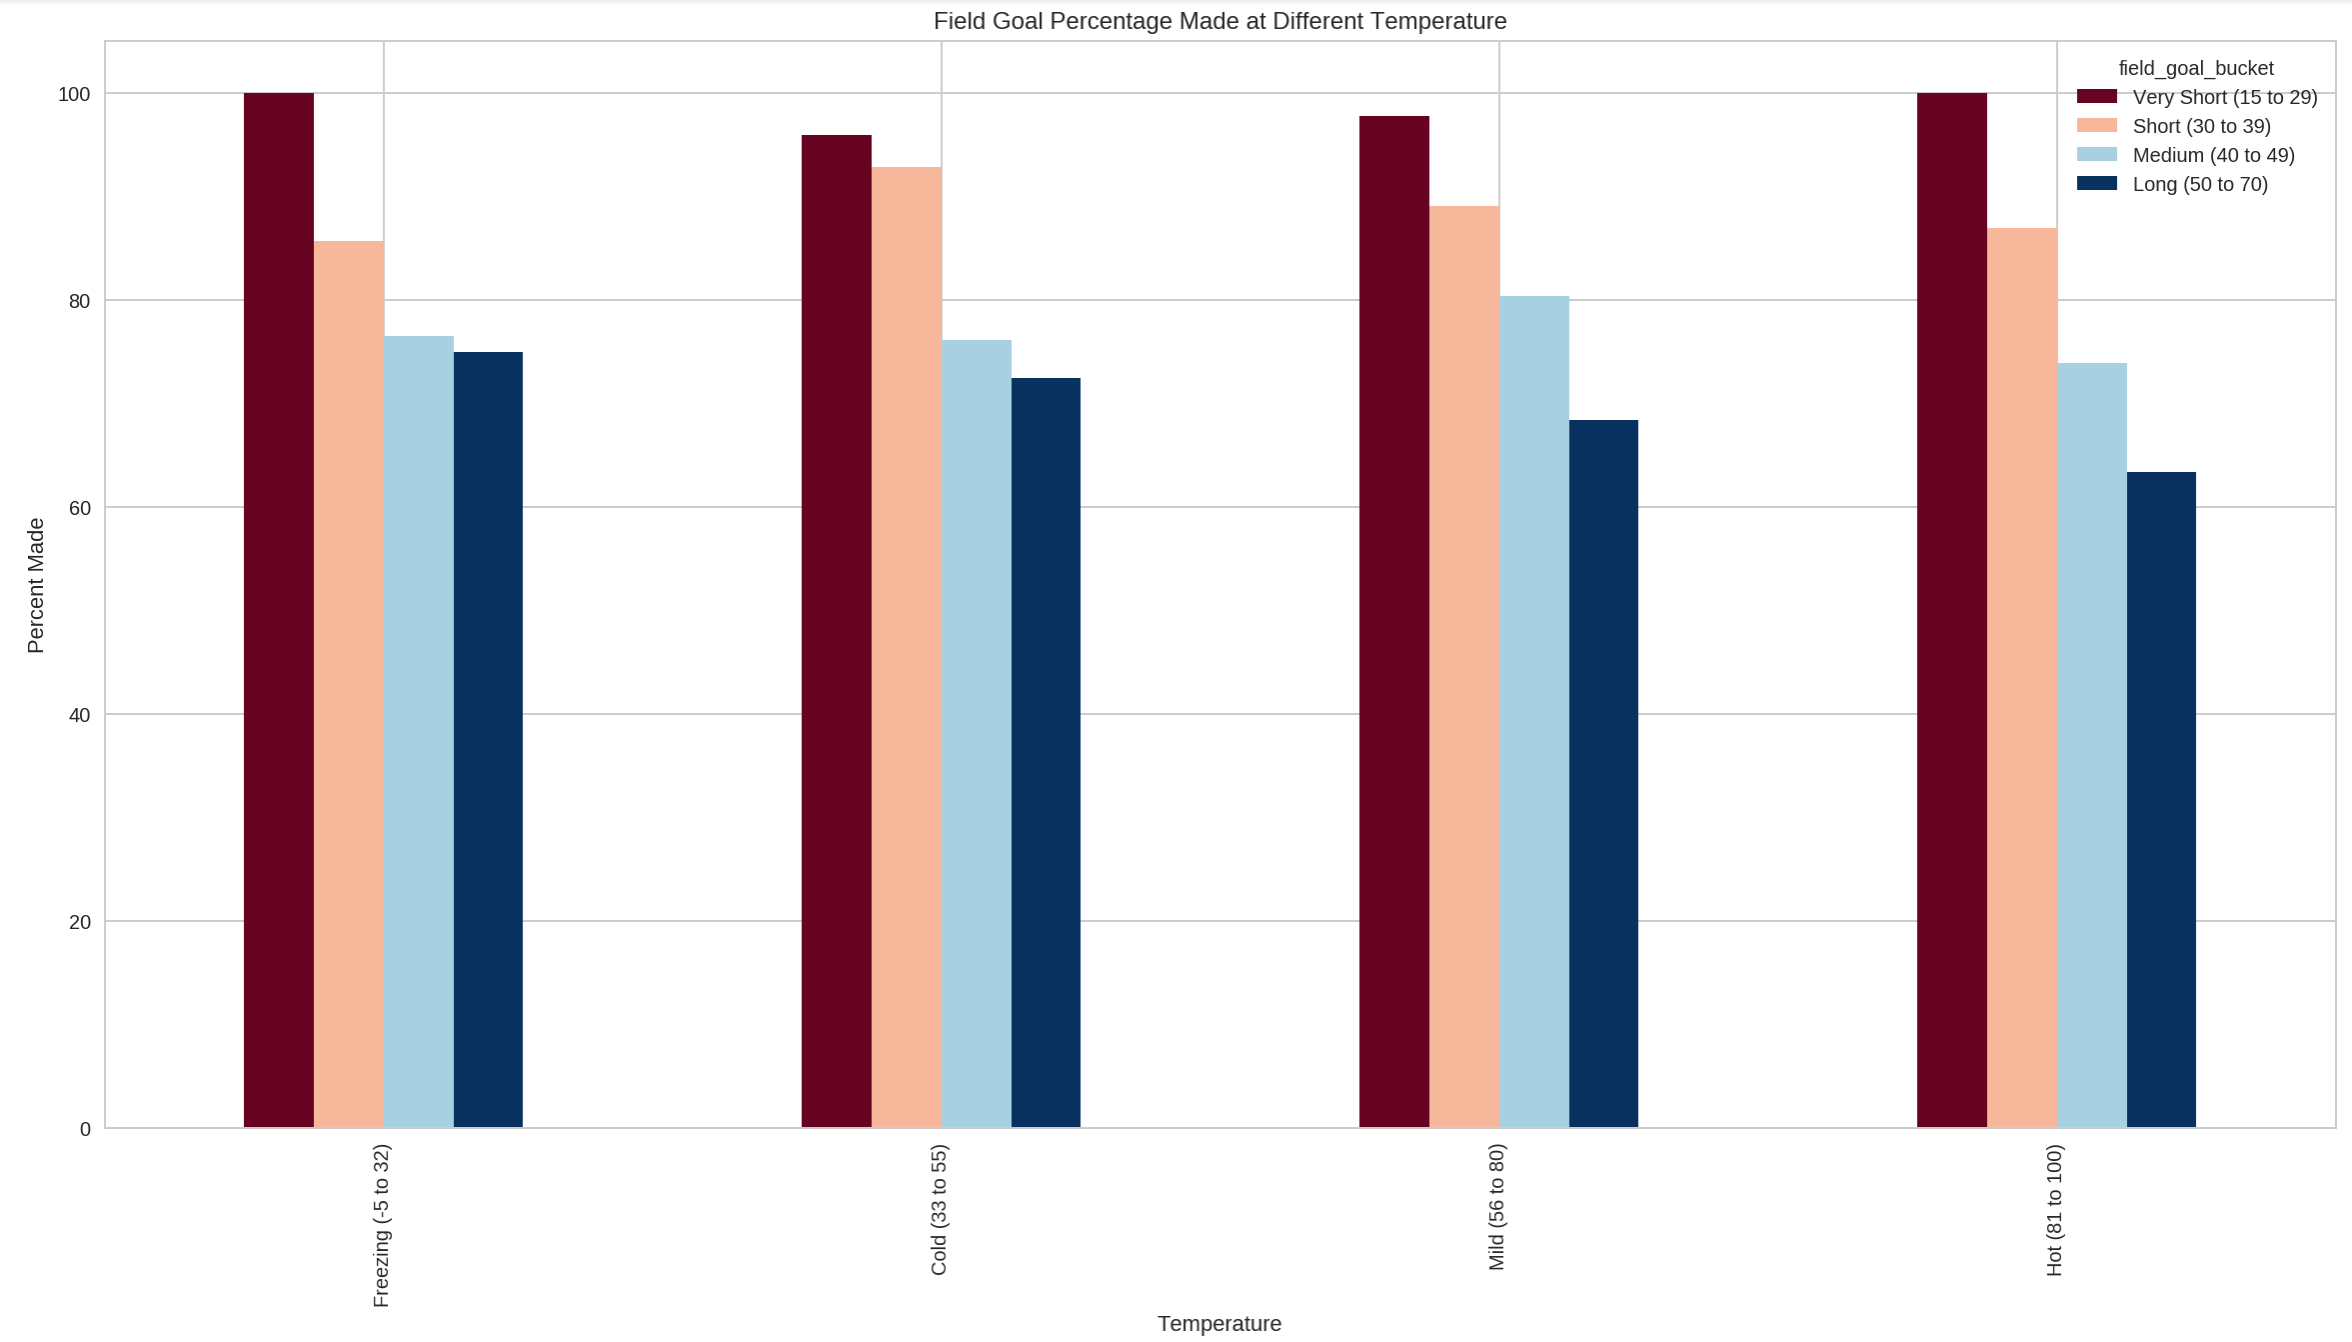 Field Goal Percentage Made at Different Temperature
field_goal_bucket
Very Short (15 to 29)
Short (30 to 39)
Medium (40 to 49)
Long (50 to 70)
Percent Made
100
80
60
40
20
0
Freezing (-5 to 32)
Cold (33 to 55)
Mild (56 to 80)
Hot (81 to 100)
Temperature